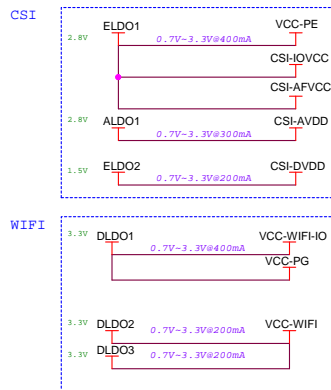 CSI
ELDO1 VCC-PE
2.8V 0.7V~3.3V@400mA
CSI-IOVCC
CSI-AFVCC
2.8V ALDO1 0.7V~3.3V@300mA CSI-AVDD
1.5V ELDO2 0.7V~3.3V@200mA CSI-DVDD
WIFI
3.3V DLDO1 0.7V~3.3V@400mA VCC-WIFI-IO
VCC-PG
3.3V DLDO2 0.7V~3.3V@200mA VCC-WIFI
3.3V DLDO3 0.7V~3.3V@200mA